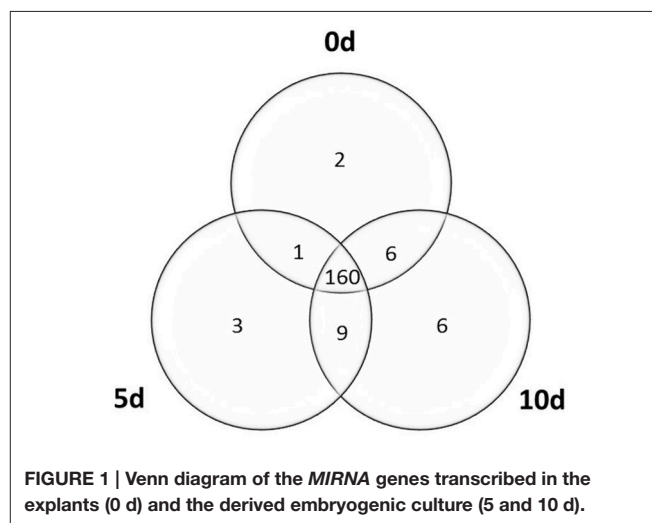 0d
2
1
6
160
3
9
6
5d
10d
FIGURE 1 | Venn diagram of the MIRNA genes transcribed in the
explants (0 d) and the derived embryogenic culture (5 and 10 d).